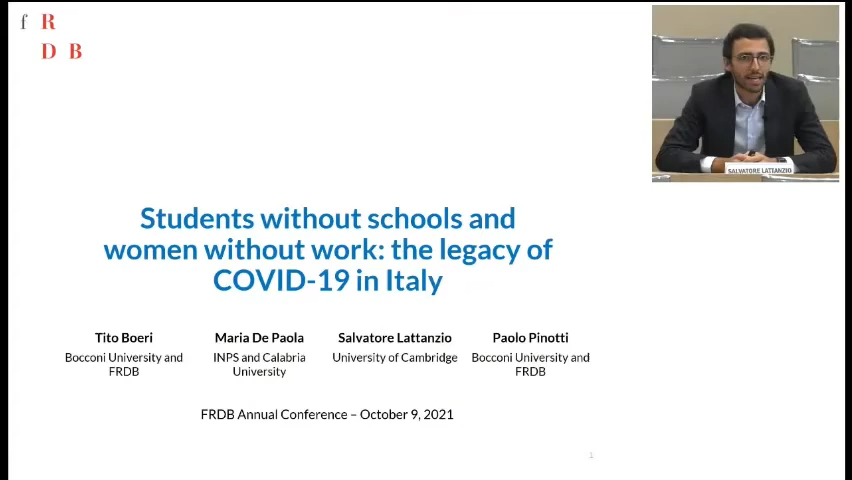 f R
D B
SALVATORE LATTANZIO
Students without schools and
women without work: the legacy of
COVID-19 in Italy
Tito Boeri
Bocconi University and
FRDB
Maria De Paola
INPS and Calabria
University
Salvatore Lattanzio
University of Cambridge
Paolo Pinotti
Bocconi University and
FRDB
FRDB Annual Conference – October 9, 2021
1